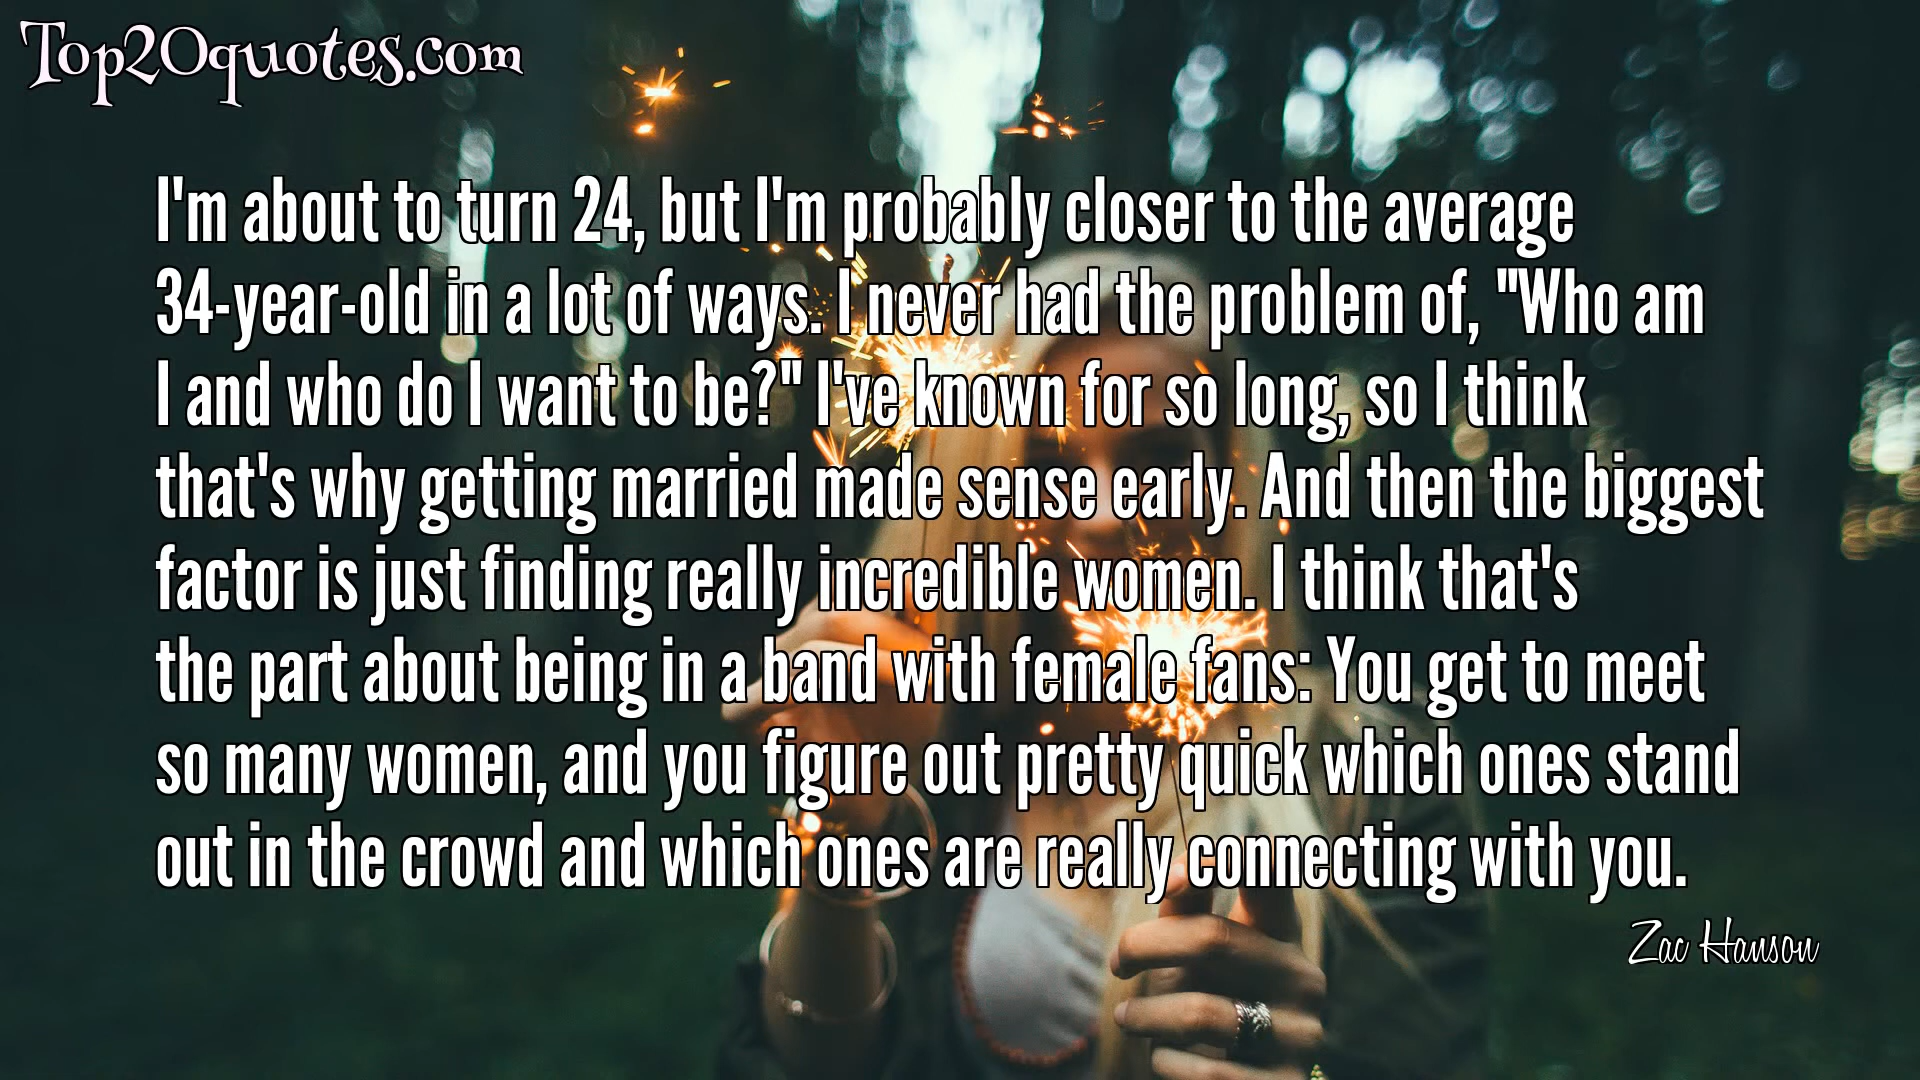 Top20quotes.com
I'm about to turn 24, but I'm probably closer to the average
34-year-old in a lot of ways. I never had the problem of, "Who am
I and who do I want to be?" I've known for so long, so I think
that's why getting married made sense early. And then the biggest
factor is just finding really incredible women. I think that's
the part about being in a band with female fans: You get to meet
so many women, and you figure out pretty quick which ones stand
out in the crowd and which ones are really connecting with you.
Zac Hanson